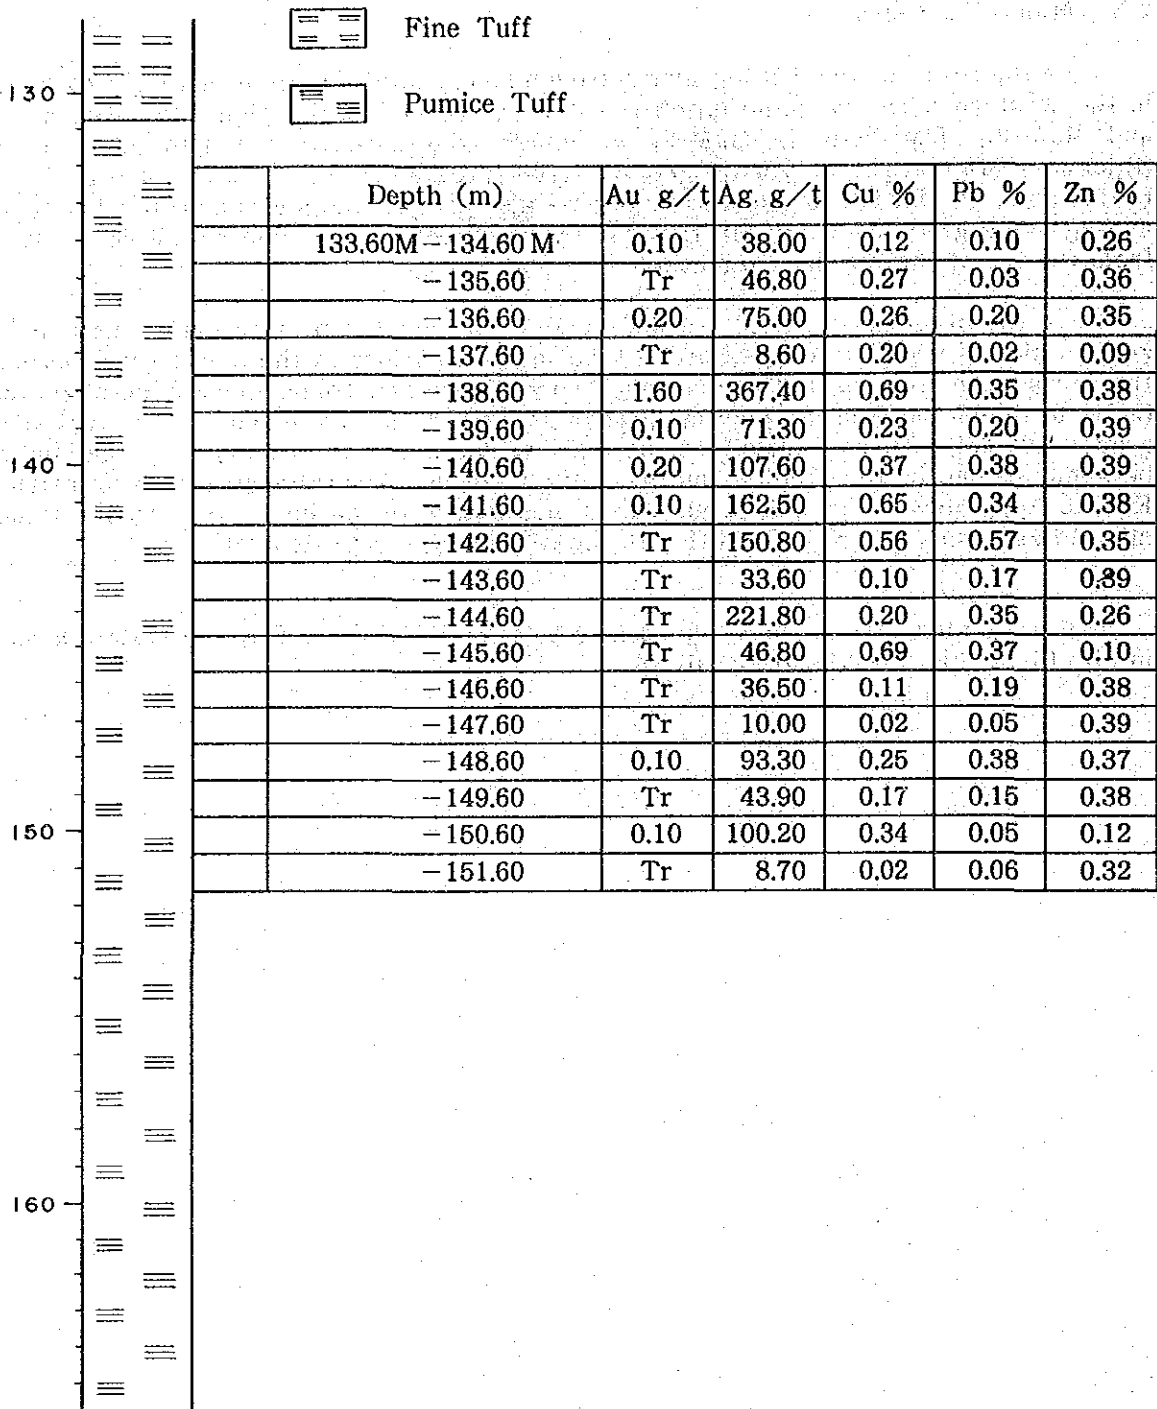 Fine Tuff
130
Pumice Tuff
Depth (m) Au g/t Ag g/t Cu % Pb % Zn %
133.60M-134.60M 0.10 38.00 0.12 0.10 0.26
-135.60 Tr 46.80 0.27 0.03 0.36
-136.60 0.20 75.00 0.26 0.20 0.35
-137.60 Tr 8.60 0.20 0.02 0.09
-138.60 1.60 367.40 0.69 0.35 0.38
-139.60 0.10 71.30 0.23 0.20 0.39
140
-140.60 0.20 107.60 0.37 0.38 0.39
-141.60 0.10 162.50 0.65 0.34 0.38
-142.60 Tr 150.80 0.56 0.57 0.35
-143.60 Tr 33.60 0.10 0.17 0.39
-144.60 Tr 221.80 0.20 0.35 0.26
-145.60 Tr 46.80 0.69 0.37 0.10
-146.60 Tr 36.50 0.11 0.19 0.38
-147.60 Tr 10.00 0.02 0.05 0.39
-148.60 0.10 93.30 0.25 0.38 0.37
-149.60 Tr 43.90 0.17 0.15 0.38
150
-150.60 0.10 100.20 0.34 0.05 0.12
-151.60 Tr 8.70 0.02 0.06 0.32
160